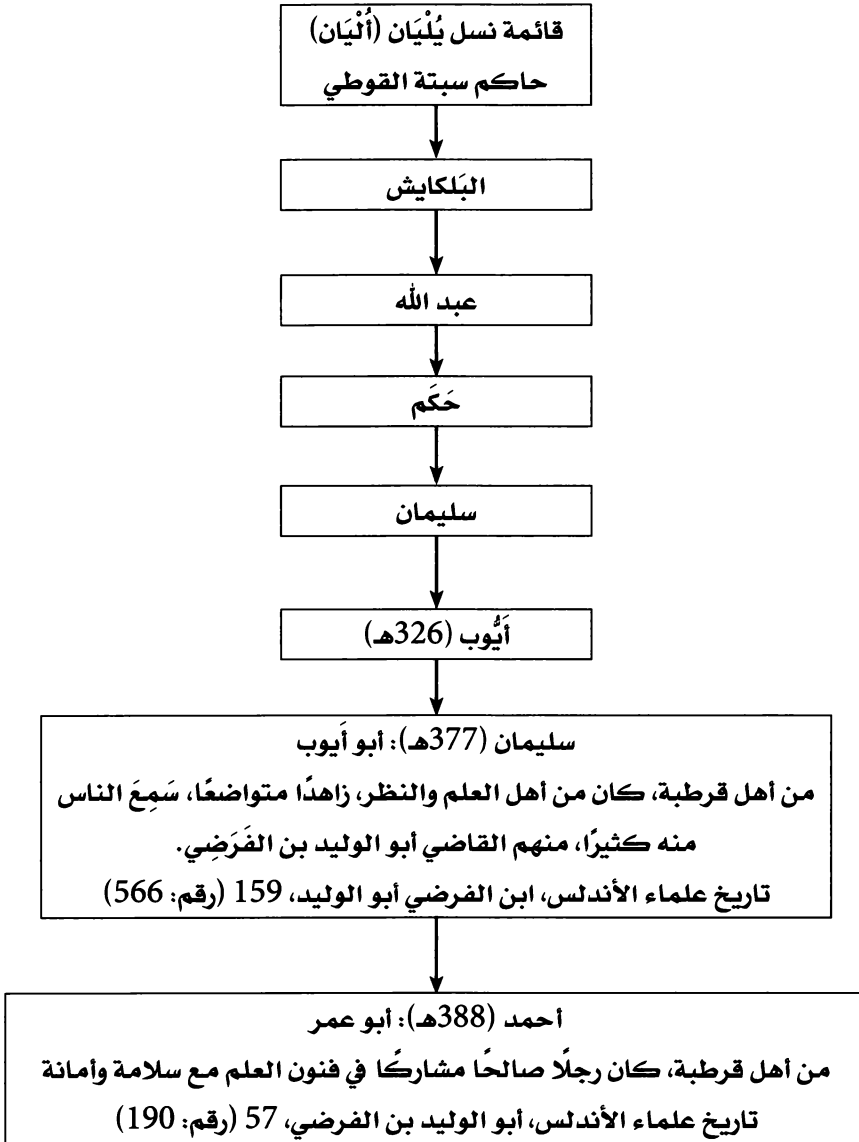 قائمة نسل يُلْيَان (أُلْيَان)
حاكم سبتة القوطي
البَلكايش
عبد الله
حَكَم
سليمان
أَيُّوب (326هـ)
سليمان (377هـ): أبو أَيوب
من أهل قرطبة، كان من أهل العلم والنظر، زاهدًا متواضعًا، سَمِعَ الناس
منه كثيرًا، منهم القاضي أبو الوليد بن الفَرَضِي.
تاريخ علماء الأندلس، ابن الفرضي أبو الوليد، 159 (رقم: 566)
أحمد (388هـ): أبو عمر
من أهل قرطبة، كان رجلًا صالحًا مشاركًا في فنون العلم مع سلامة وأمانة
تاريخ علماء الأندلس، أبو الوليد بن الفرضي، 57 (رقم: 190)